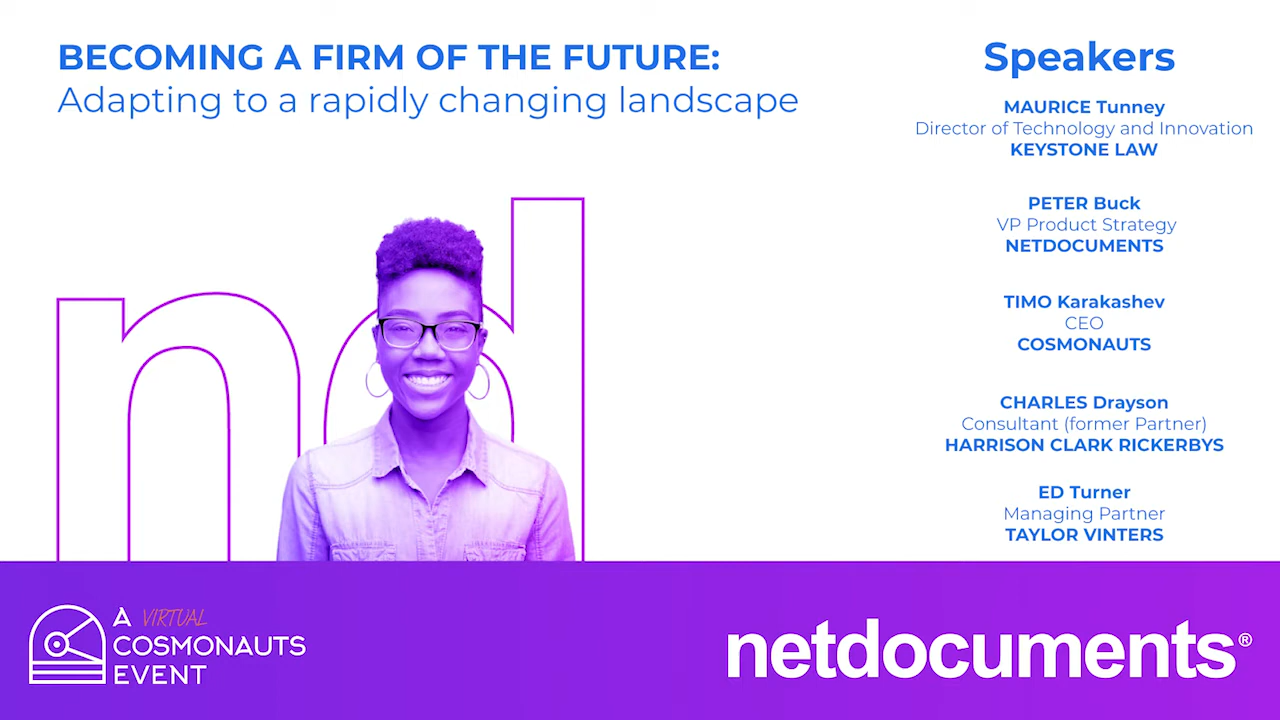 BECOMING A FIRM OF THE FUTURE:
Adapting to a rapidly changing landscape
Speakers
MAURICE Tunney
Director of Technology and Innovation
KEYSTONE LAW
PETER Buck
VP Product Strategy
NETDOCUMENTS
TIMO Karakashev
CEO
COSMONAUTS
CHARLES Drayson
Consultant (former Partner)
HARRISON CLARK RICKERBYS
ED Turner
Managing Partner
TAYLOR VINTERS
nd
A VIRTUAL
COSMONAUTS
EVENT
netdocuments®